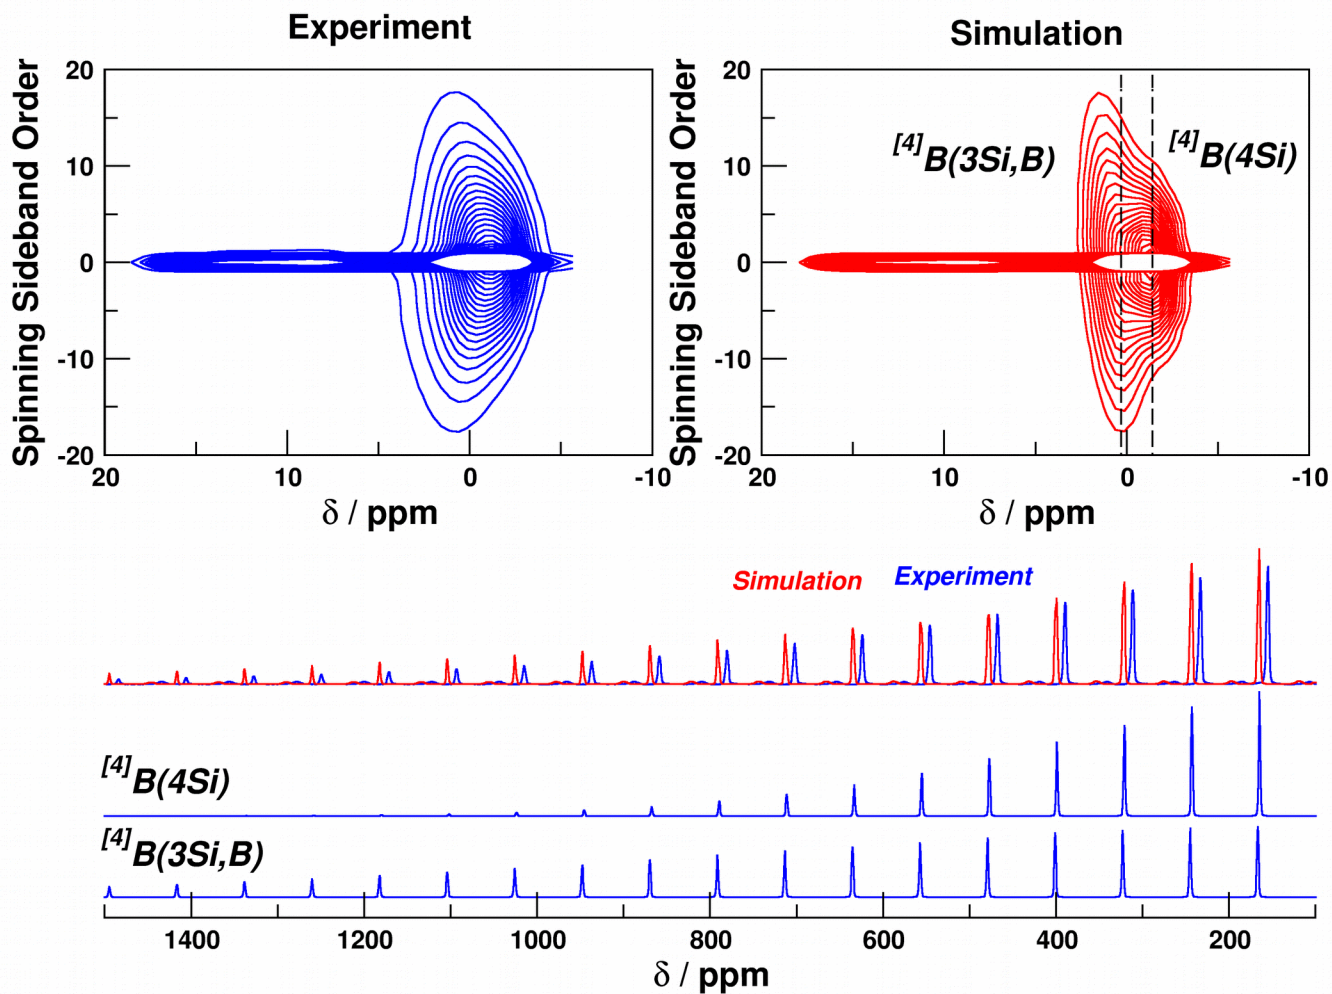 Experiment
Simulation
Spinning Sideband Order
20
10
0
-10
-20
20
10
0
-10
δ / ppm
Spinning Sideband Order
20
10
0
-10
-20
[4]B(3Si,B)
[4]B(4Si)
20
10
0
-10
δ / ppm
Simulation
Experiment
[4]B(4Si)
[4]B(3Si,B)
1400
1200
1000
800
600
400
200
δ / ppm